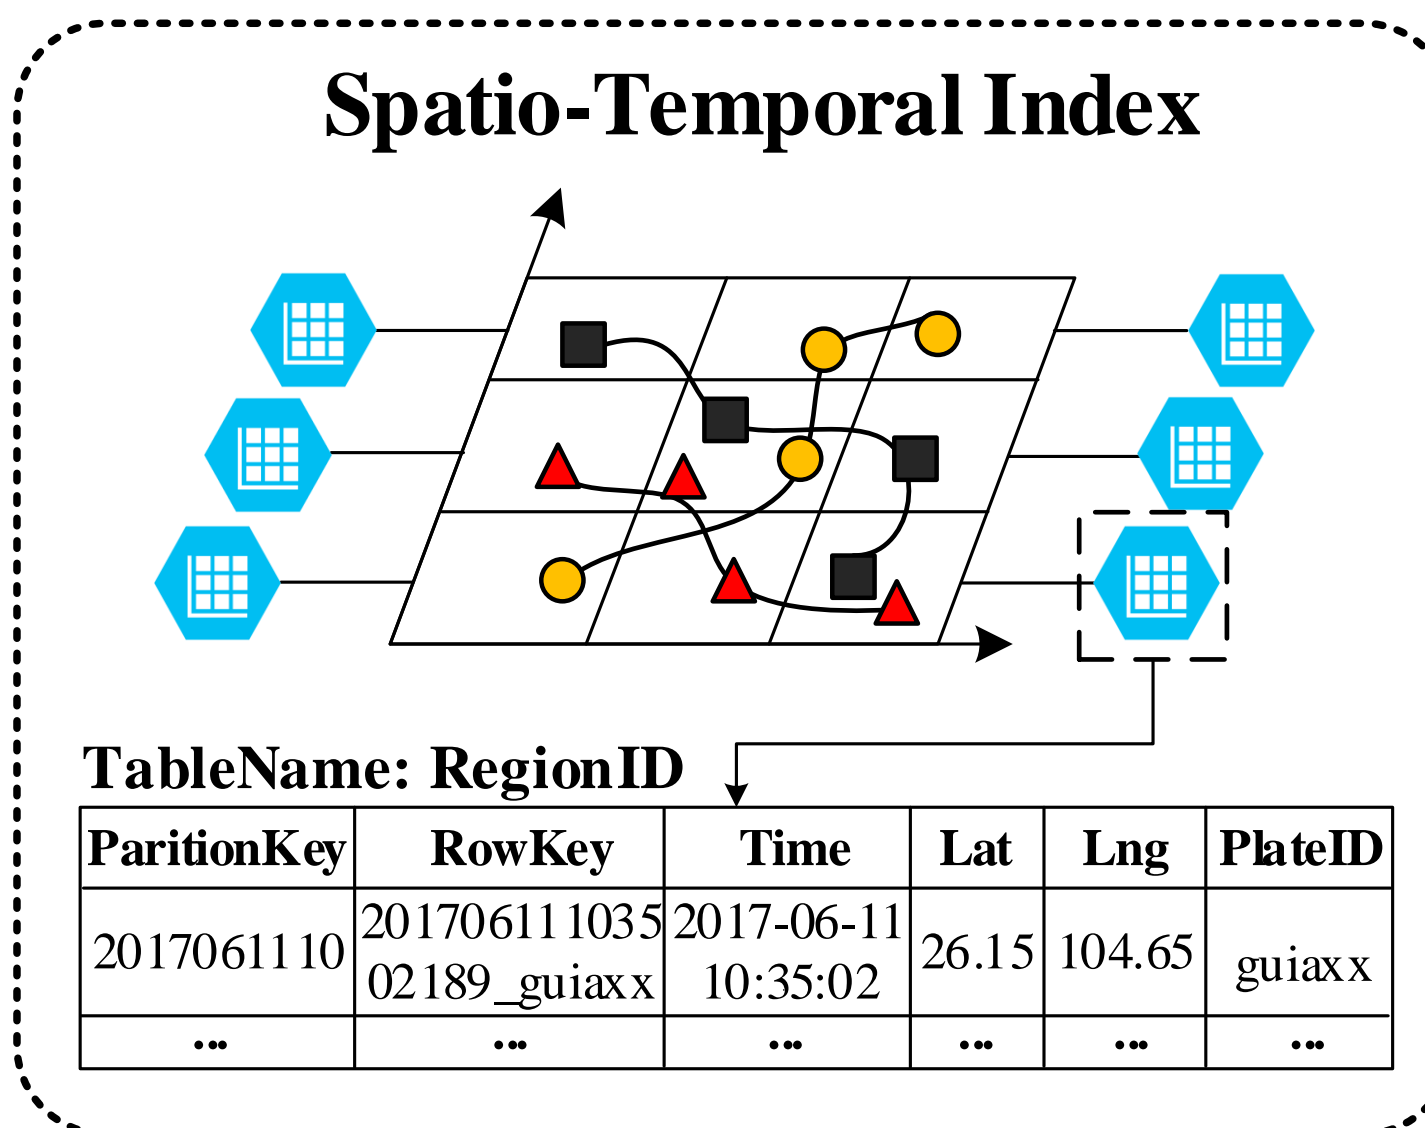 Spatio-Temporal Index
TableName: RegionID
ParitionKey RowKey Time Lat Lng PlateID
2017061110 201706111035 2017-06-11 26.15 104.65 guiaxx
02189_guiaxx 10:35:02
... ... ... ... ... ...